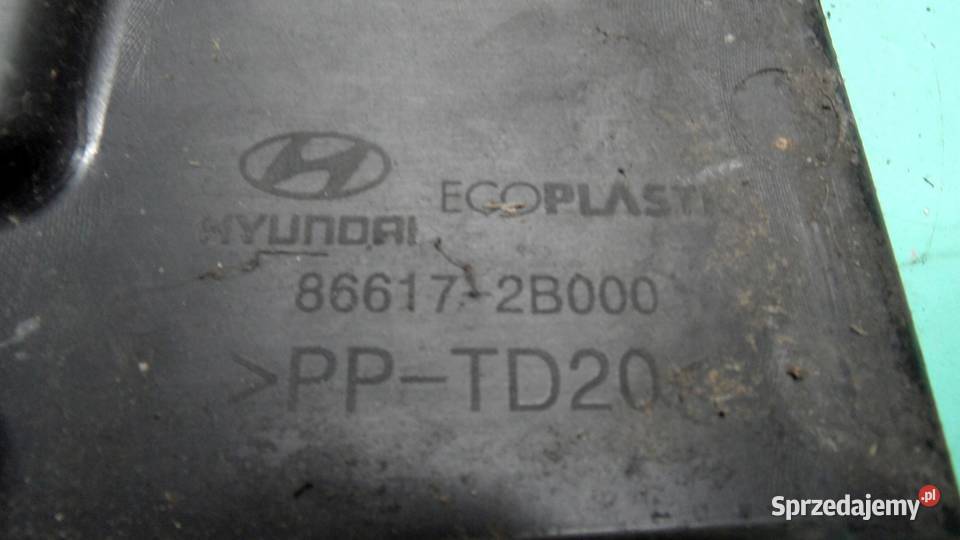 HYUNDAI ECOPLASTI
86617-2B000
>PP-TD20<
Sprzedajemy.pl